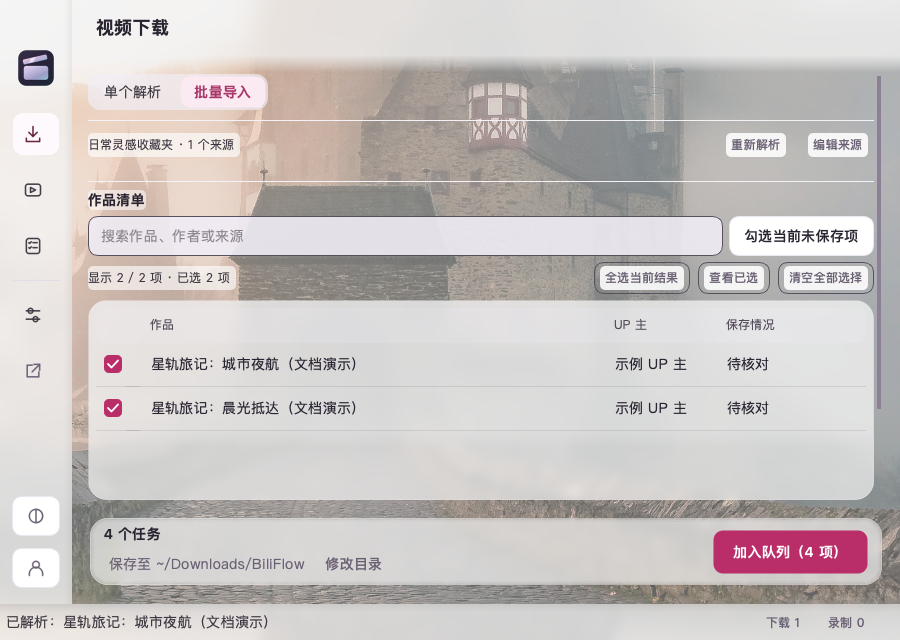 视频下载
单个解析 批量导入
日常灵感收藏夹 · 1 个来源 重新解析 编辑来源
作品清单
搜索作品、作者或来源 勾选当前未保存项
显示 2 / 2 项 · 已选 2 项 全选当前结果 查看已选 清空全部选择
作品 UP 主 保存情况
星轨旅记：城市夜航（文档演示） 示例 UP 主 待核对
星轨旅记：晨光抵达（文档演示） 示例 UP 主 待核对
4 个任务
保存至 ~/Downloads/BiliFlow 修改目录
加入队列（4 项）
已解析：星轨旅记：城市夜航（文档演示） 下载 1 录制 0